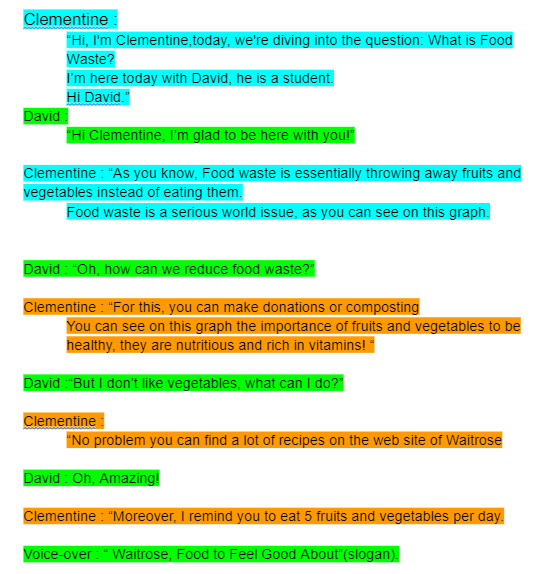 Clementine :
“Hi, I'm Clementine,today, we're diving into the question: What is Food
Waste?
I’m here today with David, he is a student.
Hi David.”
David :
“Hi Clementine, I’m glad to be here with you!”
Clementine : “As you know, Food waste is essentially throwing away fruits and
vegetables instead of eating them.
Food waste is a serious world issue, as you can see on this graph.
David : “Oh, how can we reduce food waste?”
Clementine : “For this, you can make donations or composting
You can see on this graph the importance of fruits and vegetables to be
healthy, they are nutritious and rich in vitamins! “
David :“But I don’t like vegetables, what can I do?”
Clementine :
“No problem you can find a lot of recipes on the web site of Waitrose
David : Oh, Amazing!
Clementine : “Moreover, I remind you to eat 5 fruits and vegetables per day.
Voice-over : “ Waitrose, Food to Feel Good About”(slogan).